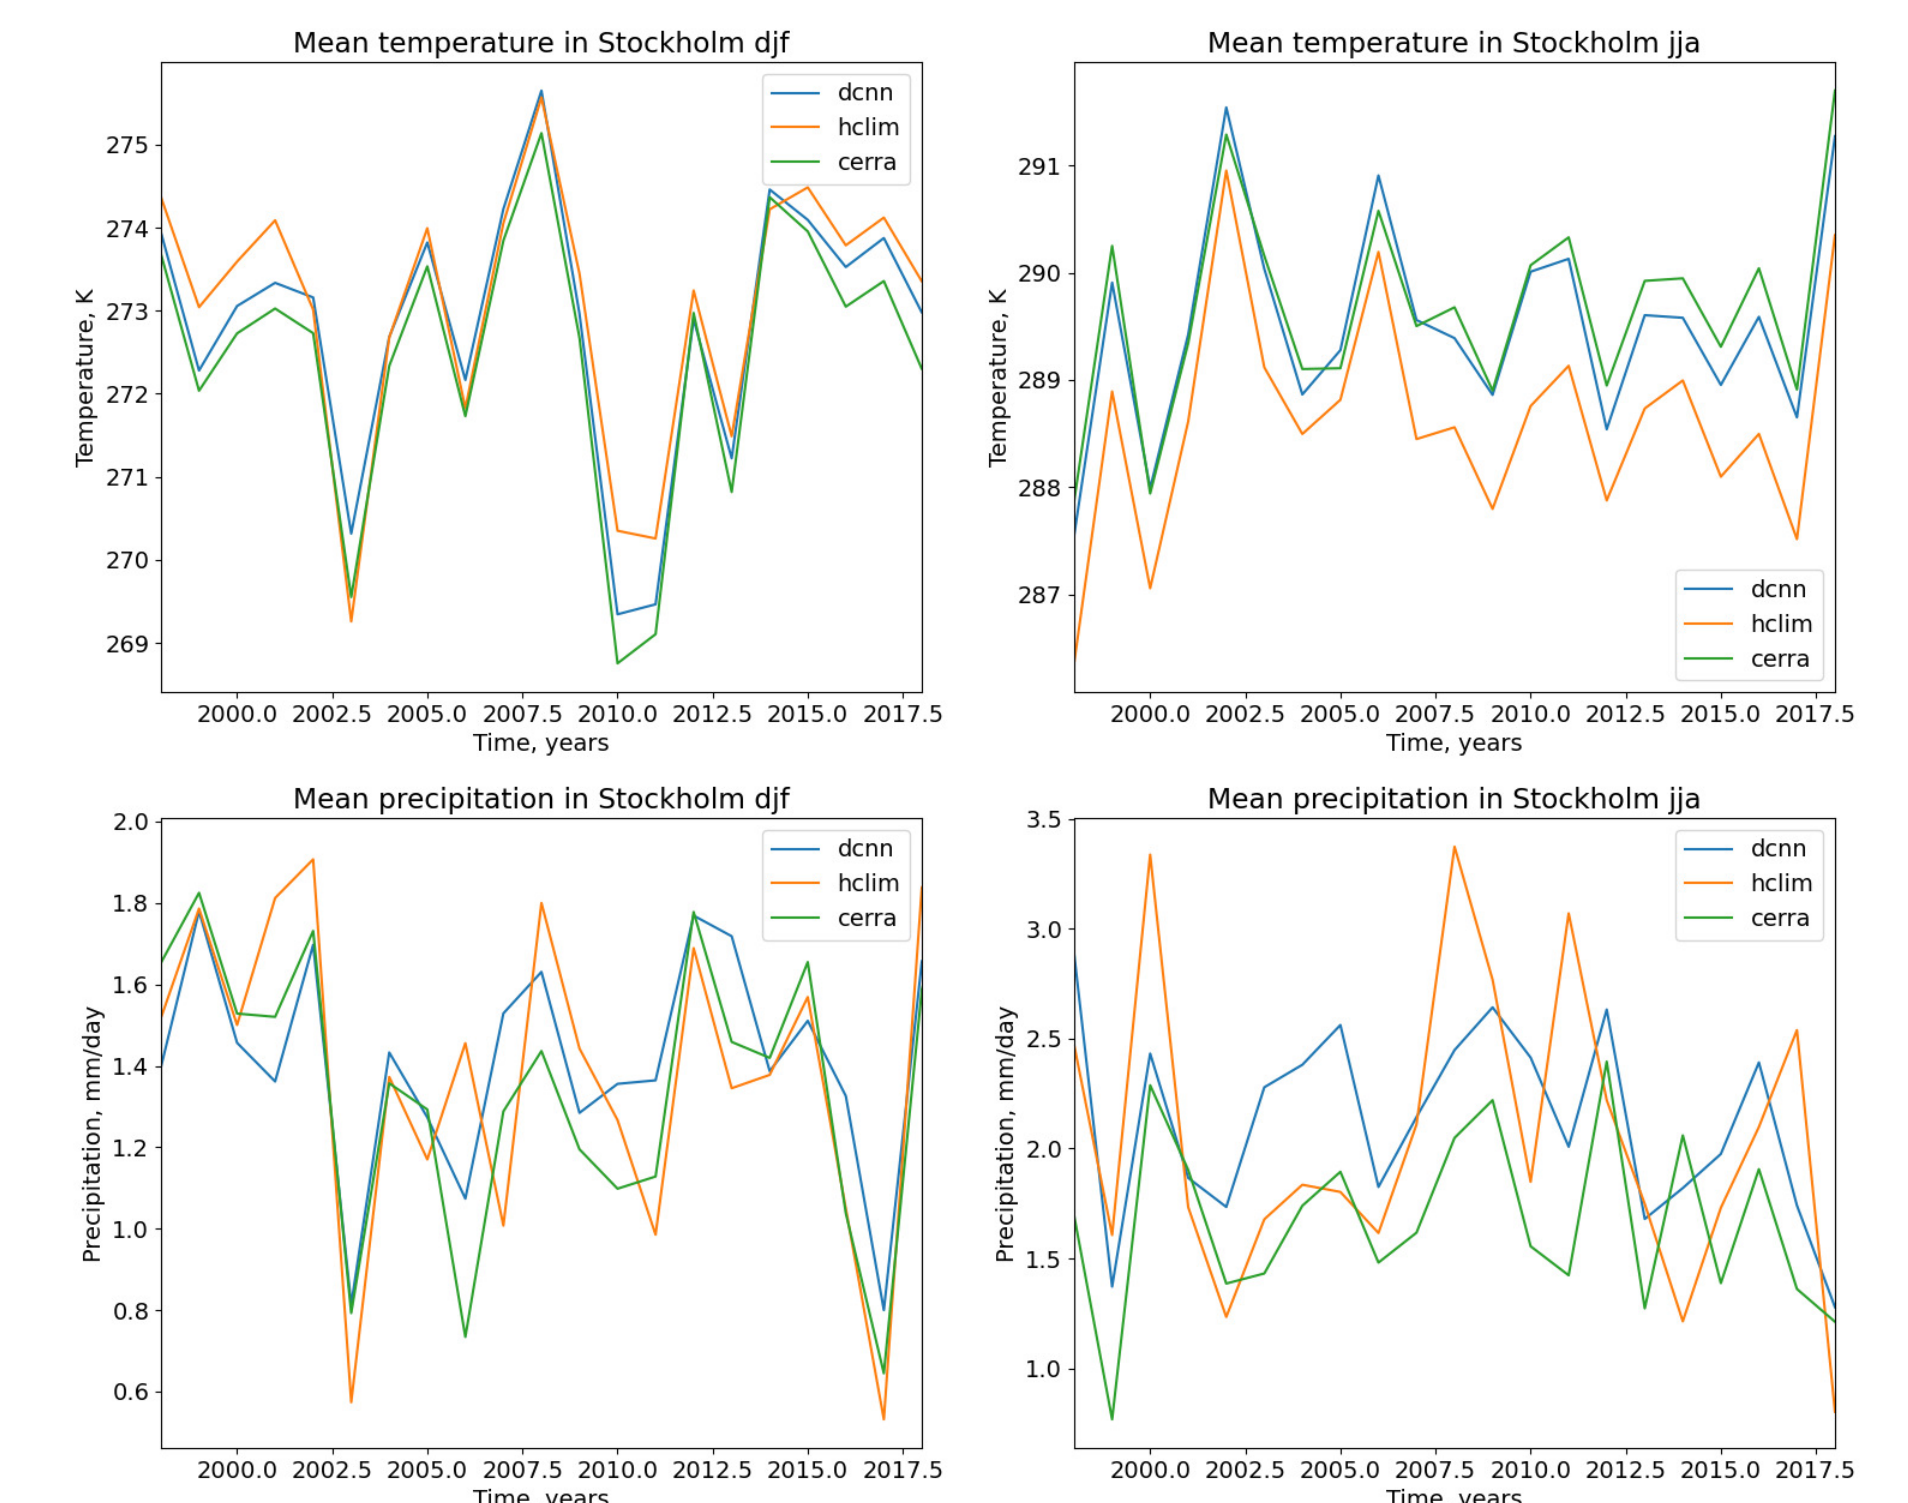 Mean temperature in Stockholm djf
dcnn
hclim
cerra
275
274
273
272
271
270
269
Temperature, K
2000.0 2002.5 2005.0 2007.5 2010.0 2012.5 2015.0 2017.5
Time, years
Mean temperature in Stockholm jja
291
290
289
288
287
Temperature, K
dcnn
hclim
cerra
2000.0 2002.5 2005.0 2007.5 2010.0 2012.5 2015.0 2017.5
Time, years
Mean precipitation in Stockholm djf
dcnn
hclim
cerra
2.0
1.8
1.6
1.4
1.2
1.0
0.8
0.6
Precipitation, mm/day
2000.0 2002.5 2005.0 2007.5 2010.0 2012.5 2015.0 2017.5
Time, years
Mean precipitation in Stockholm jja
dcnn
hclim
cerra
3.5
3.0
2.5
2.0
1.5
1.0
Precipitation, mm/day
2000.0 2002.5 2005.0 2007.5 2010.0 2012.5 2015.0 2017.5
Time, years